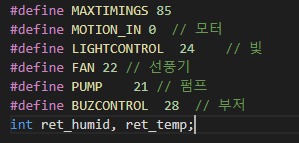 #define MAXTIMINGS 85
#define MOTION_IN 0  // 모터
#define LIGHTCONTROL  24    // 빛
#define FAN 22 // 선풍기
#define PUMP    21 // 펌프
#define BUZCONTROL  28  // 부저
int ret_humid, ret_temp;